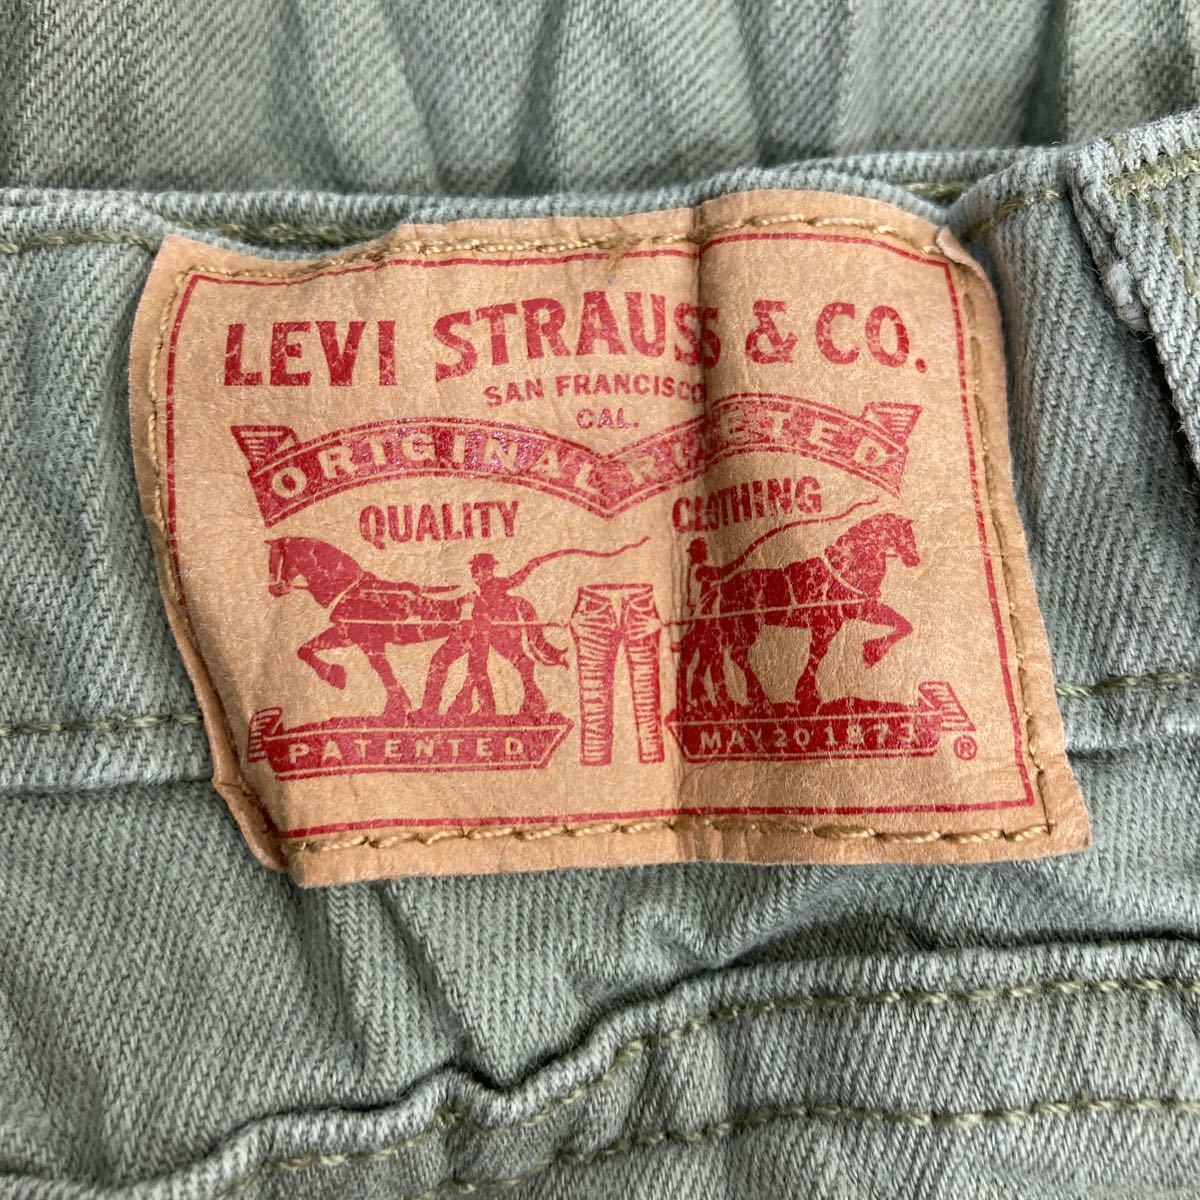 LEVI STRAUSS & CO.
SAN FRANCISCO
CAL.
ORIGINAL RIVETED
QUALITY CLOTHING
PATENTED MAY 20 1873 ®